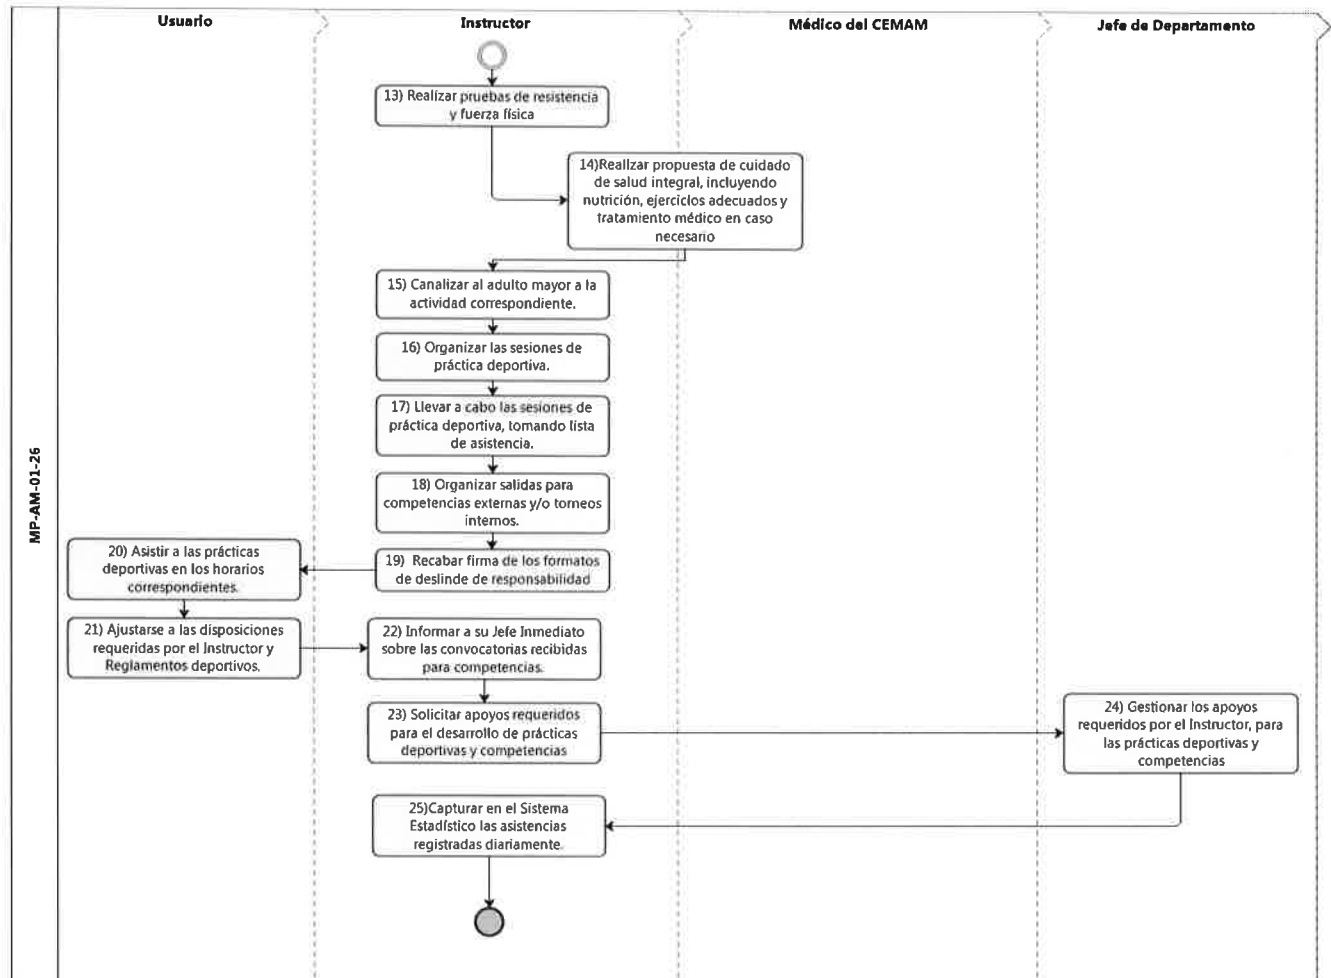 Usuario
Instructor
Médico del CEMAM
Jefe de Departamento
MP-AM-01-26
13) Realizar pruebas de resistencia
y fuerza física
14)Realizar propuesta de cuidado
de salud integral, incluyendo
nutrición, ejercicios adecuados y
tratamiento médico en caso
necesario
15) Canalizar al adulto mayor a la
actividad correspondiente.
16) Organizar las sesiones de
práctica deportiva.
17) Llevar a cabo las sesiones de
práctica deportiva, tomando lista
de asistencia.
18) Organizar salidas para
competencias externas y/o torneos
internos.
19) Recabar firma de los formatos
de deslinde de responsabilidad
20) Asistir a las prácticas
deportivas en los horarios
correspondientes.
21) Ajustarse a las disposiciones
requeridas por el Instructor y
Reglamentos deportivos.
22) Informar a su Jefe Inmediato
sobre las convocatorias recibidas
para competencias.
23) Solicitar apoyos requeridos
para el desarrollo de prácticas
deportivas y competencias
24) Gestionar los apoyos
requeridos por el Instructor, para
las prácticas deportivas y
competencias
25)Capturar en el Sistema
Estadístico las asistencias
registradas diariamente.